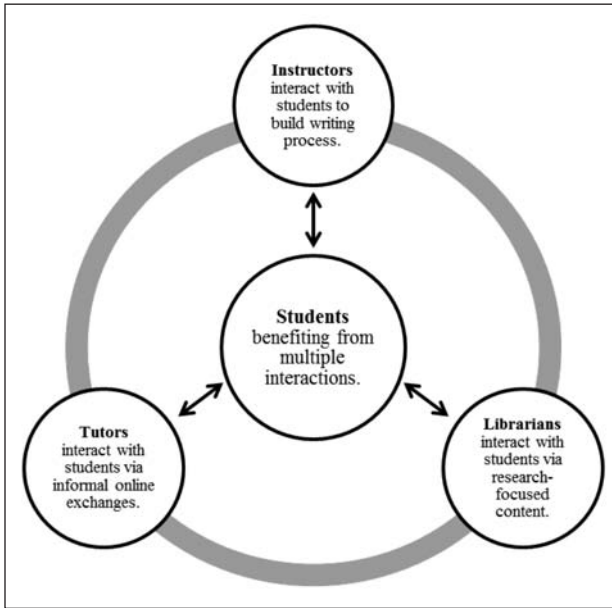 Instructors
interact with
students to
build writing
process.
Students
benefiting from
multiple
interactions.
Tutors
interact with
students via
informal online
exchanges.
Librarians
interact with
students via
research-
focused
content.